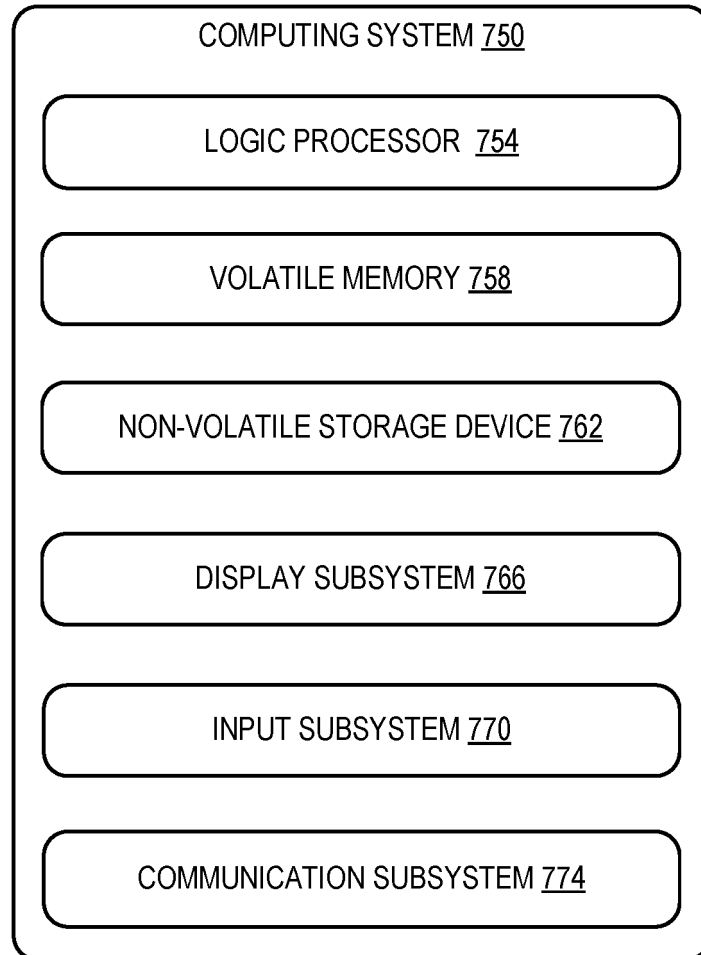 COMPUTING SYSTEM 750
LOGIC PROCESSOR 754
VOLATILE MEMORY 758
NON-VOLATILE STORAGE DEVICE 762
DISPLAY SUBSYSTEM 766
INPUT SUBSYSTEM 770
COMMUNICATION SUBSYSTEM 774